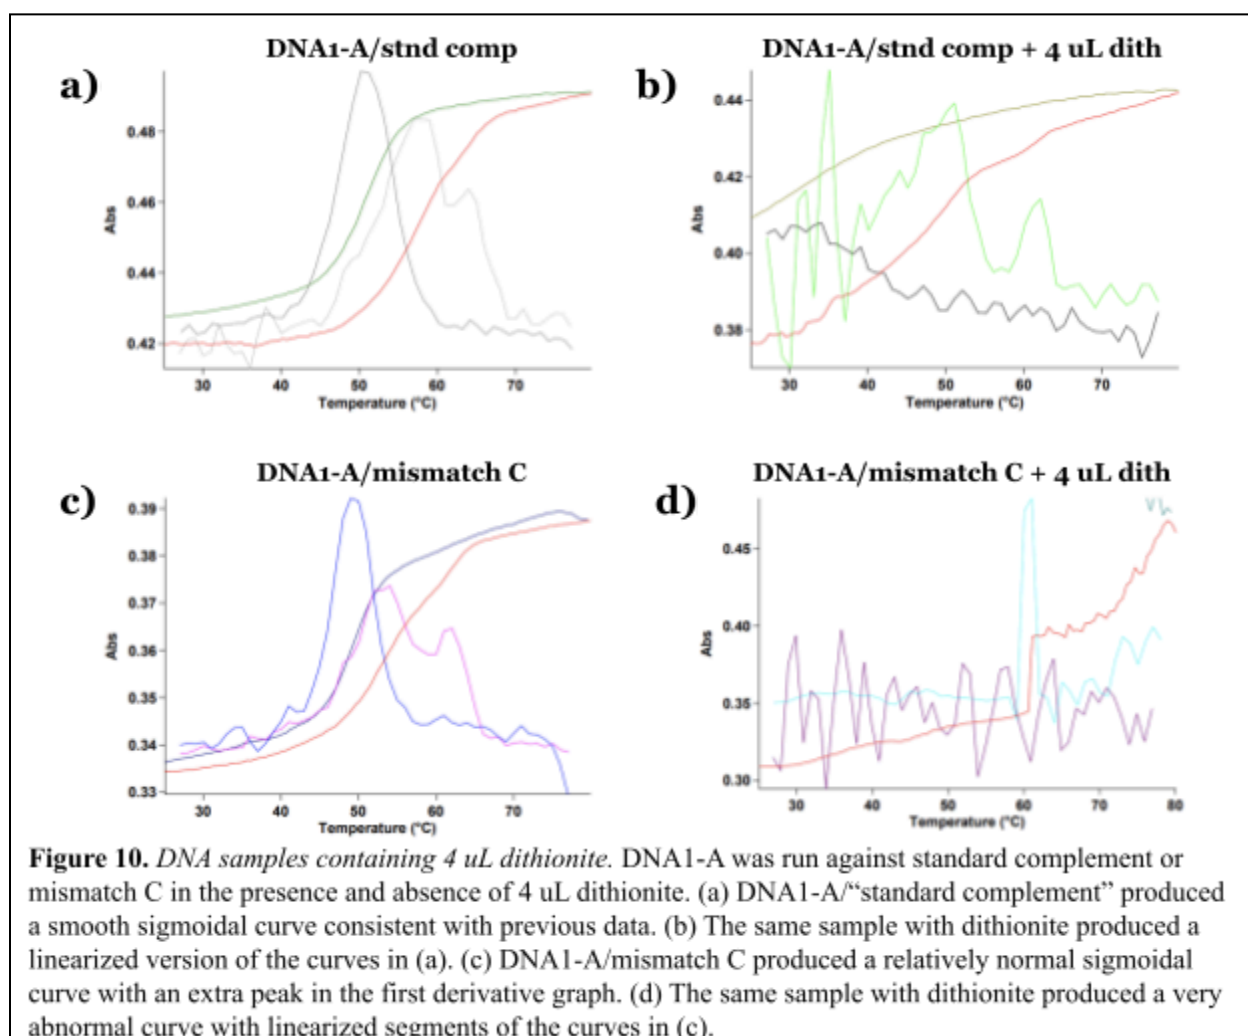 DNA1-A/stnd comp
DNA1-A/stnd comp + 4 uL dith
a)
b)
0.48
0.46
0.44
0.42
Abs
30 40 50 60 70
Temperature (°C)
0.44
0.42
0.40
0.38
Abs
30 40 50 60 70
Temperature (°C)
DNA1-A/mismatch C
DNA1-A/mismatch C + 4 uL dith
c)
d)
0.39
0.38
0.37
0.36
0.35
0.34
0.33
Abs
30 40 50 60 70
Temperature (°C)
0.45
0.40
0.35
0.30
Abs
30 40 50 60 70 80
Temperature (°C)
Figure 10. DNA samples containing 4 uL dithionite. DNA1-A was run against standard complement or
mismatch C in the presence and absence of 4 uL dithionite. (a) DNA1-A/“standard complement” produced
a smooth sigmoidal curve consistent with previous data. (b) The same sample with dithionite produced a
linearized version of the curves in (a). (c) DNA1-A/mismatch C produced a relatively normal sigmoidal
curve with an extra peak in the first derivative graph. (d) The same sample with dithionite produced a very
abnormal curve with linearized segments of the curves in (c).